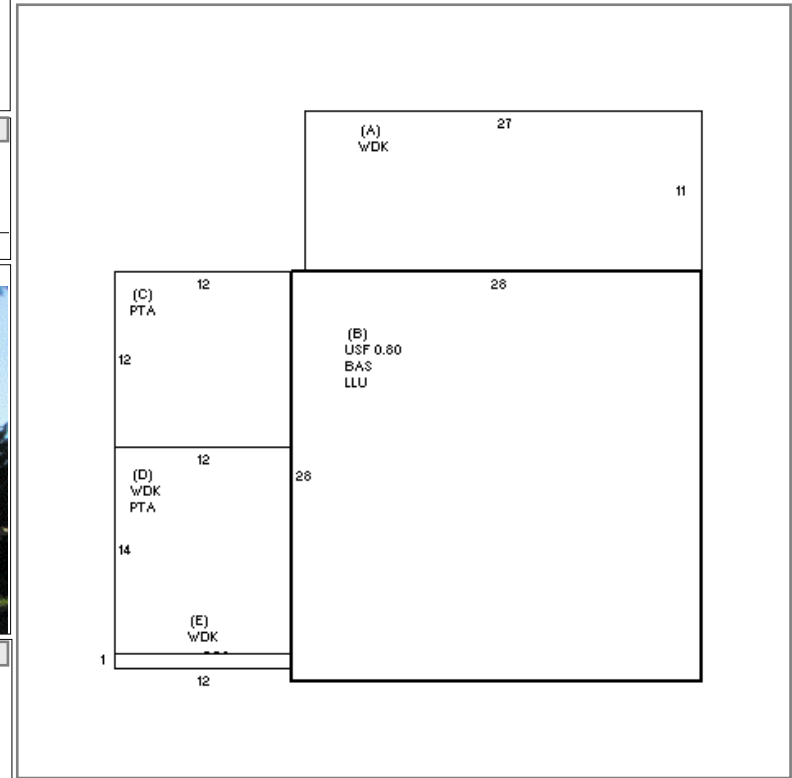 (A)
WDK
27
11
12
(C)
PTA
12
28
(B)
USF 0.80
BAS
LLU
12
(D)
WDK
PTA
28
14
(E)
WDK
1
12